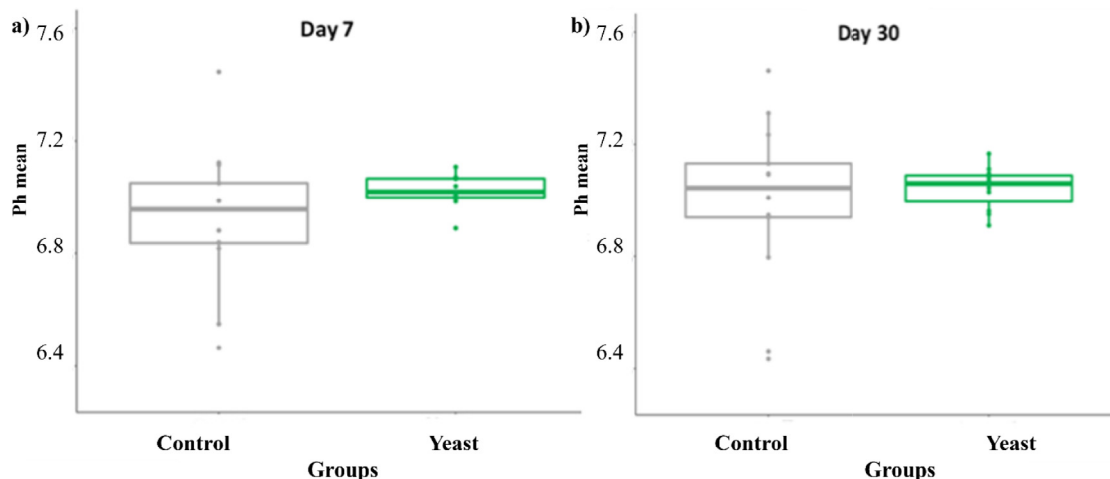 a)
Day 7
7.6
7.2
6.8
6.4
Ph mean
Control
Yeast
Groups
b)
Day 30
7.6
7.2
6.8
6.4
Ph mean
Control
Yeast
Groups